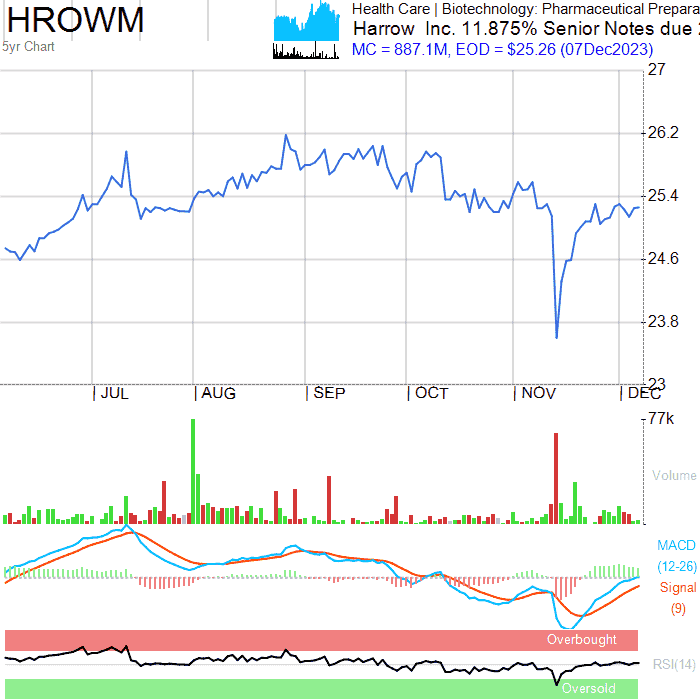 HROWM
5yr Chart
Health Care | Biotechnology: Pharmaceutical Prepara
Harrow Inc. 11.875% Senior Notes due
MC = 887.1M, EOD = $25.26 (07Dec2023)
27
26.2
25.4
24.6
23.8
23
JUL AUG SEP OCT NOV DEC
77k
Volume
MACD
(12-26)
Signal
(9)
Overbought
RSI(14)
Oversold